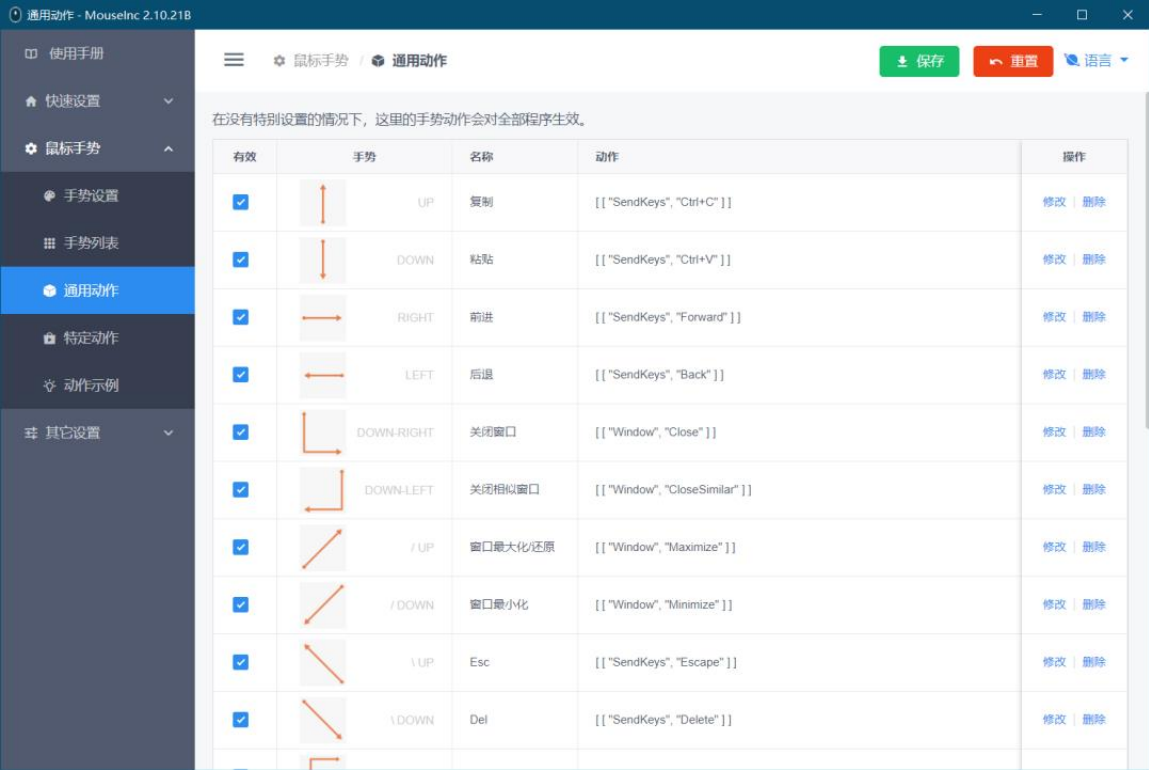 通用动作 - MouseInc 2.10.21B
使用手册
快速设置
鼠标手势
手势设置
手势列表
通用动作
特定动作
动作示例
其它设置
鼠标手势 / 通用动作
保存
重置
语言
在没有特别设置的情况下，这里的手势动作会对全部程序生效。
有效 手势 名称 动作 操作
UP 复制 [ [ "SendKeys", "Ctrl+C" ] ] 修改 | 删除
DOWN 粘贴 [ [ "SendKeys", "Ctrl+V" ] ] 修改 | 删除
RIGHT 前进 [ [ "SendKeys", "Forward" ] ] 修改 | 删除
LEFT 后退 [ [ "SendKeys", "Back" ] ] 修改 | 删除
DOWN-RIGHT 关闭窗口 [ [ "Window", "Close" ] ] 修改 | 删除
DOWN-LEFT 关闭相似窗口 [ [ "Window", "CloseSimilar" ] ] 修改 | 删除
/ UP 窗口最大化/还原 [ [ "Window", "Maximize" ] ] 修改 | 删除
/ DOWN 窗口最小化 [ [ "Window", "Minimize" ] ] 修改 | 删除
\ UP Esc [ [ "SendKeys", "Escape" ] ] 修改 | 删除
\ DOWN Del [ [ "SendKeys", "Delete" ] ] 修改 | 删除